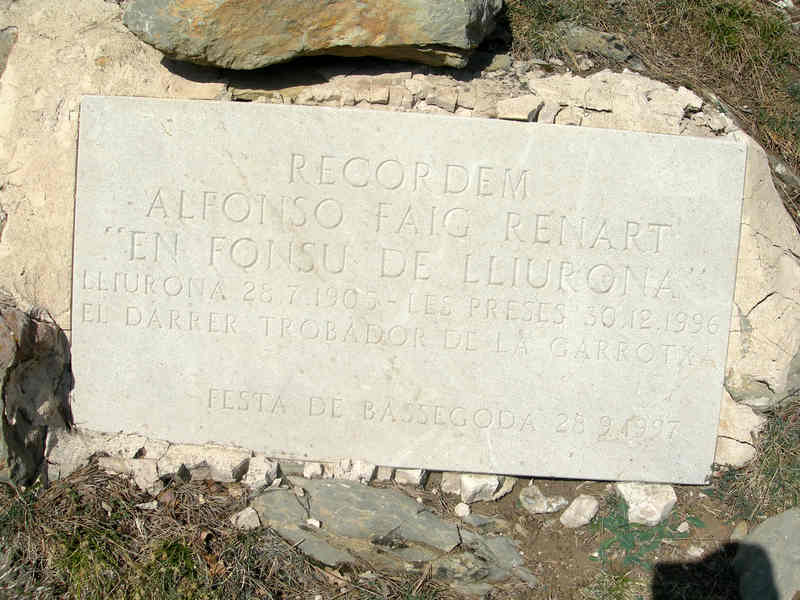 RECORDEM
ALFONSO FAIG RENART
"EN FONSU DE LLIURONA"
LLIURONA 28.7.1905 - LES PRESES 30.12.1996
EL DARRER TROBADOR DE LA GARROTXA
FESTA DE BASSEGODA 28.9.1997